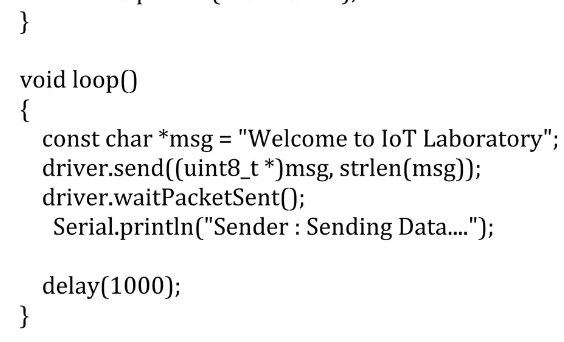 }
void loop()
{
const char *msg = "Welcome to IoT Laboratory";
driver.send((uint8_t *)msg, strlen(msg));
driver.waitPacketSent();
Serial.println("Sender : Sending Data....");
delay(1000);
}